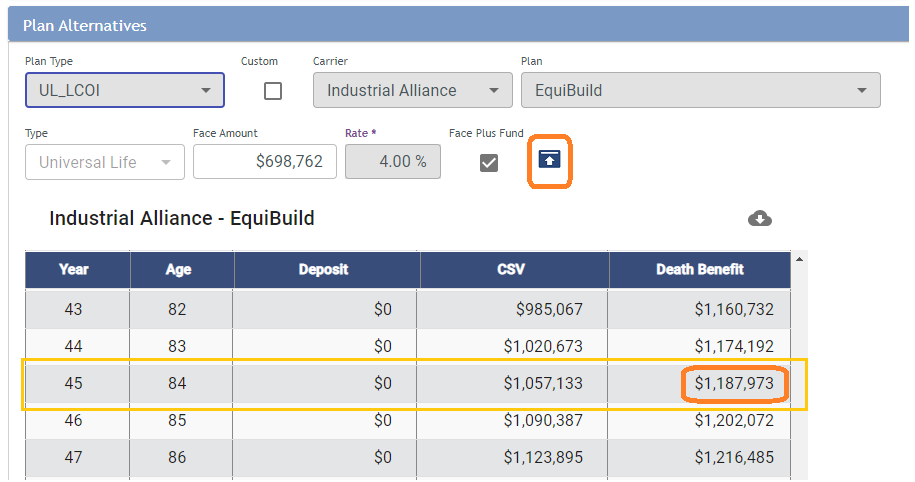 Plan Alternatives
Plan Type Custom Carrier Plan
UL_LCOI Industrial Alliance EquiBuild
Type Face Amount Rate * Face Plus Fund
Universal Life $698,762 4.00 %
Industrial Alliance - EquiBuild
Year Age Deposit CSV Death Benefit
43 82 $0 $985,067 $1,160,732
44 83 $0 $1,020,673 $1,174,192
45 84 $0 $1,057,133 $1,187,973
46 85 $0 $1,090,387 $1,202,072
47 86 $0 $1,123,895 $1,216,485